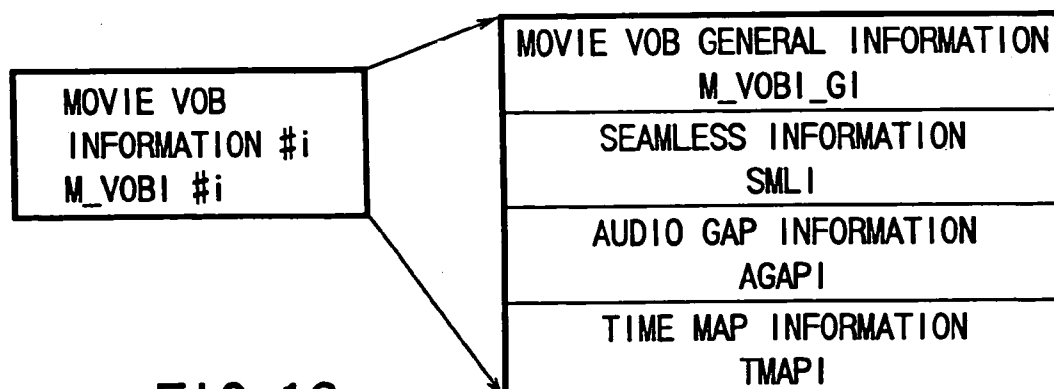 MOVIE VOB
INFORMATION #i
M_VOBI #i
MOVIE VOB GENERAL INFORMATION
M_VOBI_GI
SEAMLESS INFORMATION
SMLI
AUDIO GAP INFORMATION
AGAPI
TIME MAP INFORMATION
TMAPI